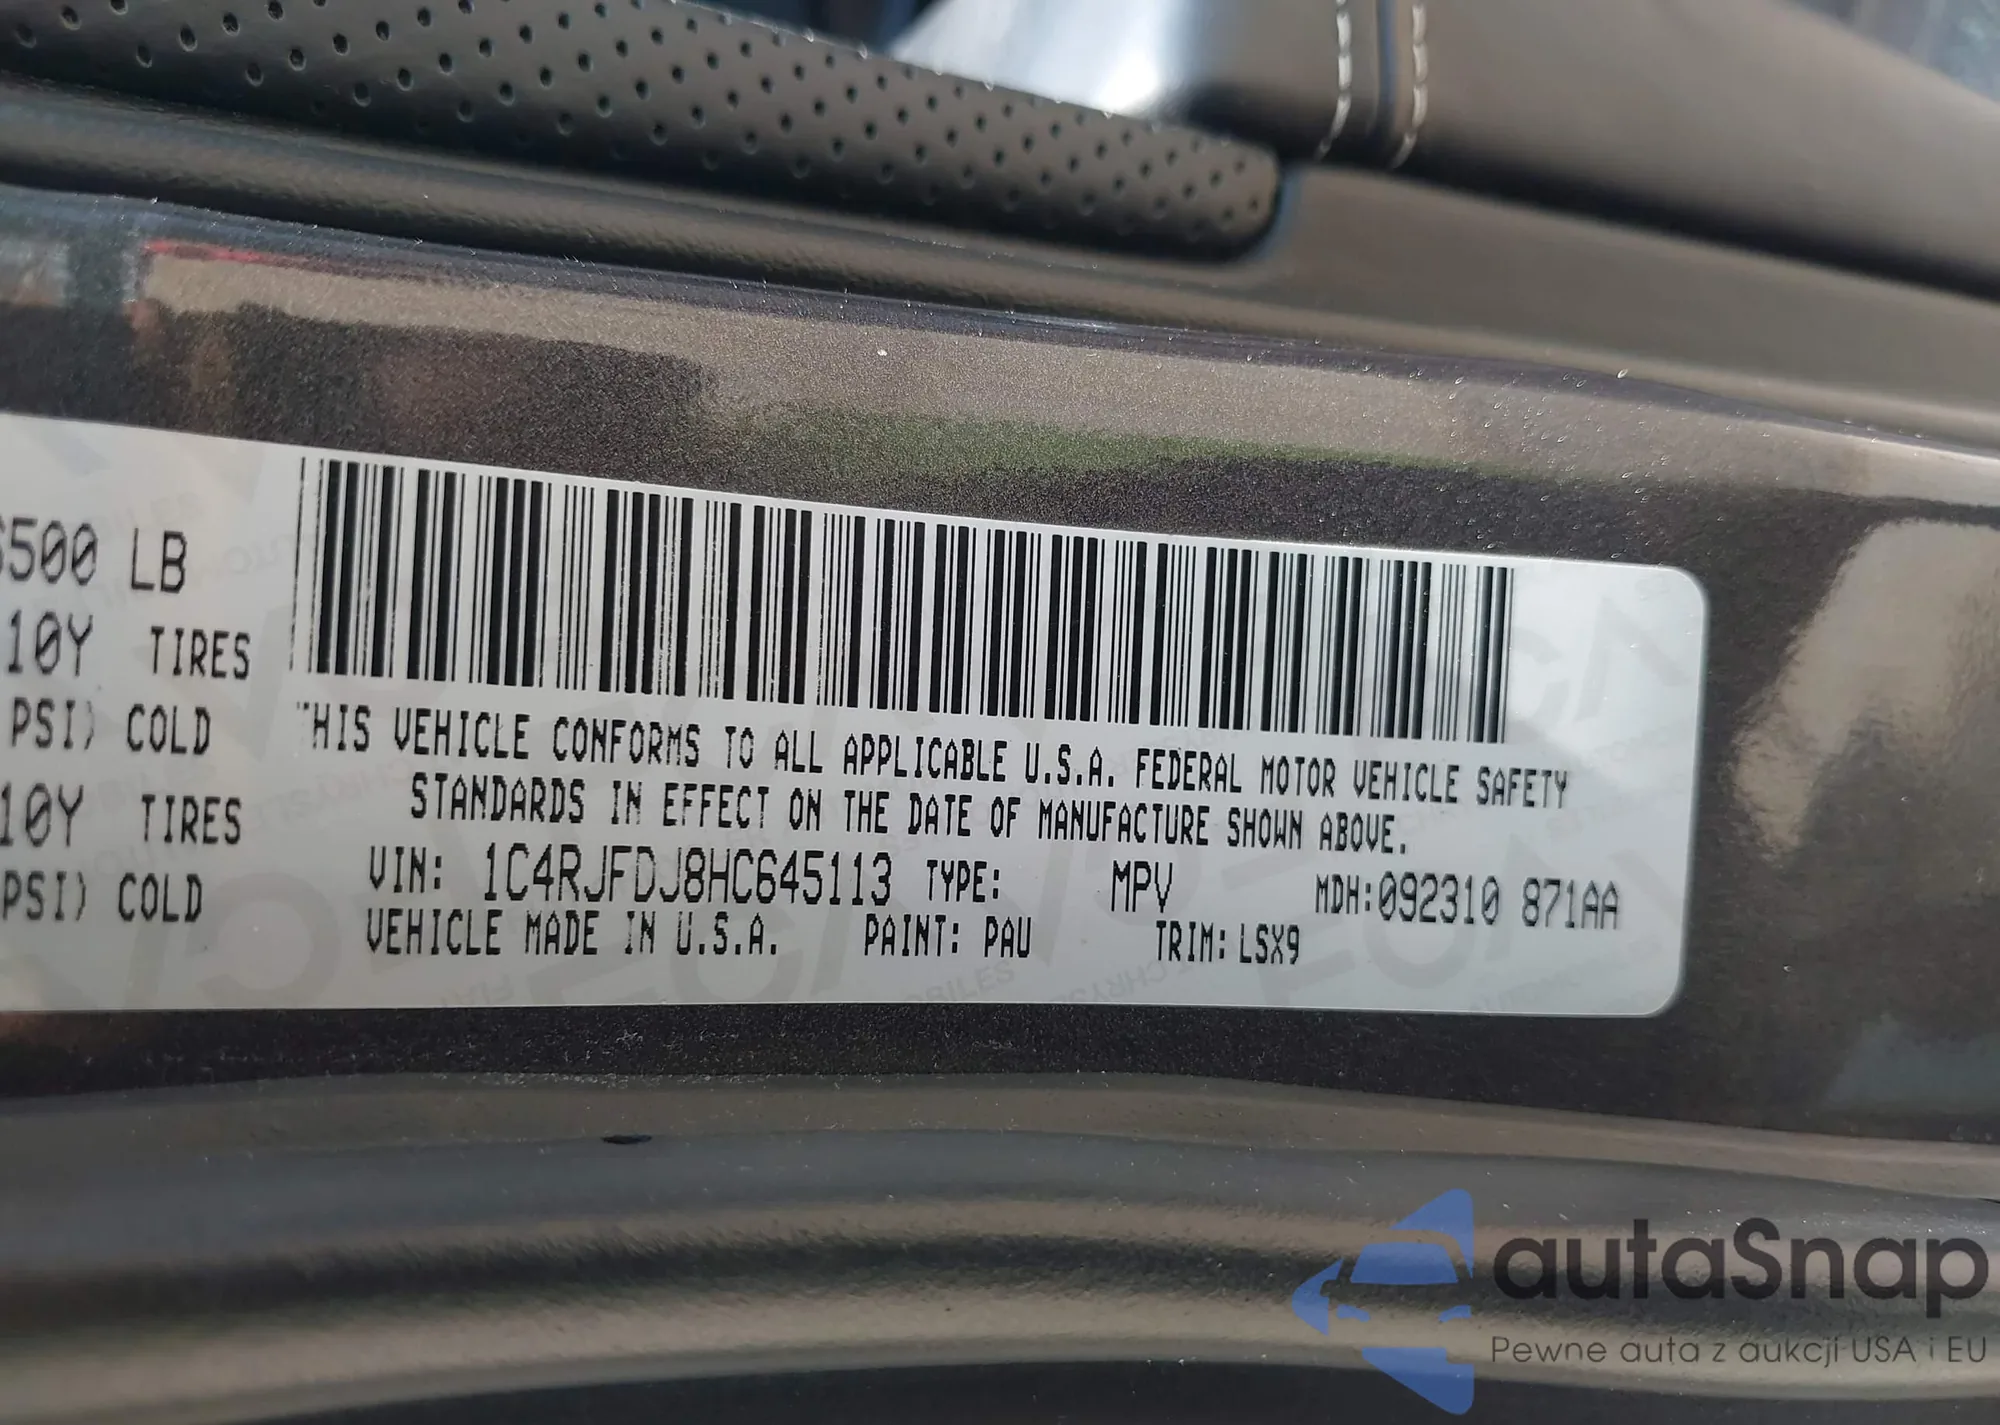 6500 LB
10Y TIRES
PSI) COLD
10Y TIRES
PSI) COLD
THIS VEHICLE CONFORMS TO ALL APPLICABLE U.S.A. FEDERAL MOTOR VEHICLE SAFETY
STANDARDS IN EFFECT ON THE DATE OF MANUFACTURE SHOWN ABOVE.
VIN: 1C4RJFDJ8HC645113 TYPE: MPV MDH:092310 871AA
VEHICLE MADE IN U.S.A. PAINT: PAU TRIM: LSX9
autaSnap
Pewne auta z aukcji USA i EU